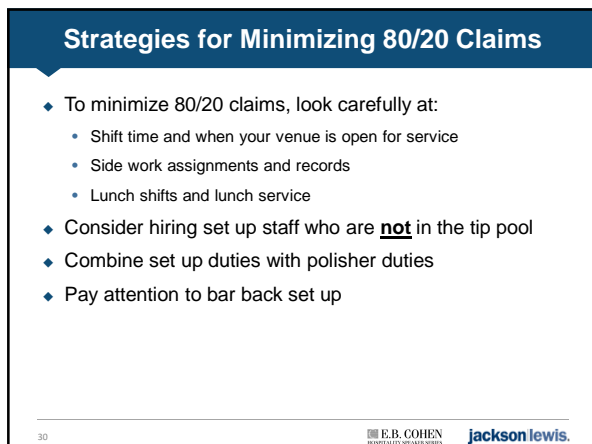 Strategies for Minimizing 80/20 Claims
◆ To minimize 80/20 claims, look carefully at:
• Shift time and when your venue is open for service
• Side work assignments and records
• Lunch shifts and lunch service
◆ Consider hiring set up staff who are not in the tip pool
◆ Combine set up duties with polisher duties
◆ Pay attention to bar back set up
30
E.B. COHEN
HOSPITALITY SPEAKER SERIES
jackson lewis.